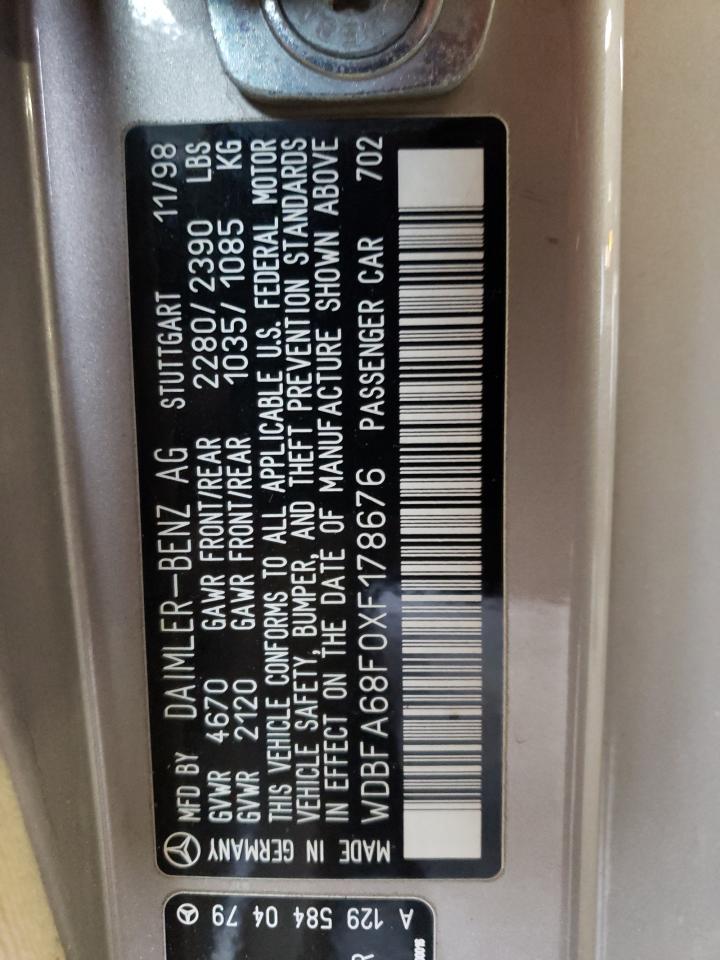 MFD BY DAIMLER-BENZ AG STUTTGART 11/98
GVWR 4670 GAWR FRONT/REAR 2280/2390 LBS
GVWR 2120 GAWR FRONT/REAR 1035/1085 KG
THIS VEHICLE CONFORMS TO ALL APPLICABLE U.S. FEDERAL MOTOR
VEHICLE SAFETY, BUMPER, AND THEFT PREVENTION STANDARDS
IN EFFECT ON THE DATE OF MANUFACTURE SHOWN ABOVE
WDBFA68F0XF178676 PASSENGER CAR 702
MADE IN GERMANY
A 129 584 04 79
R